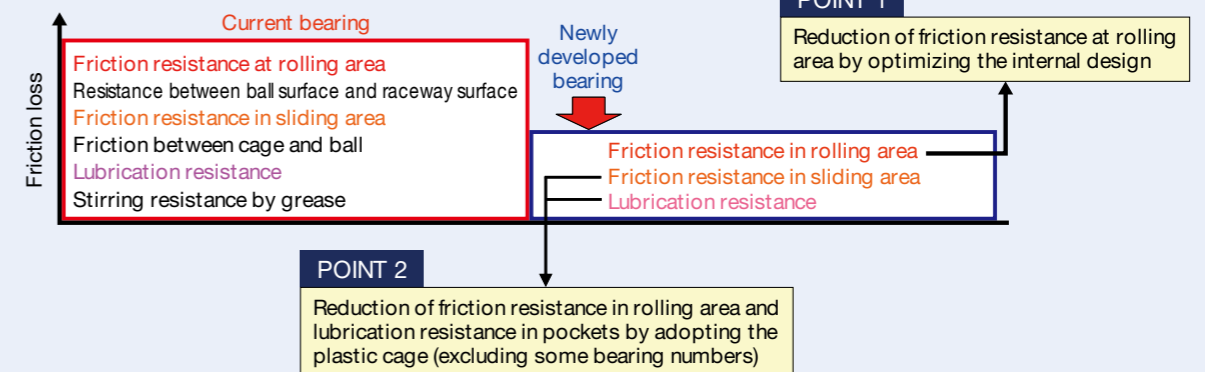 POINT 1
Reduction of friction resistance at rolling
area by optimizing the internal design
Current bearing
Friction loss
Friction resistance at rolling area
Resistance between ball surface and raceway surface
Friction resistance in sliding area
Friction between cage and ball
Lubrication resistance
Stirring resistance by grease
Newly
developed
bearing
Friction resistance in rolling area
Friction resistance in sliding area
Lubrication resistance
POINT 2
Reduction of friction resistance in rolling area and
lubrication resistance in pockets by adopting the
plastic cage (excluding some bearing numbers)